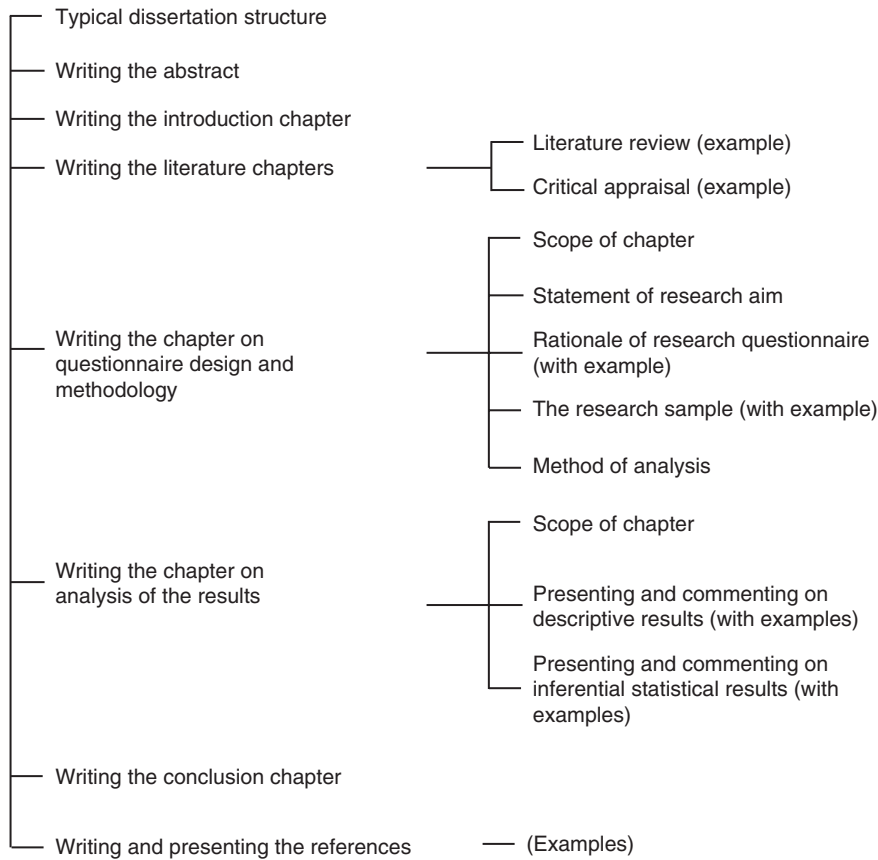 Typical dissertation structure
Writing the abstract
Writing the introduction chapter
Writing the literature chapters
Literature review (example)
Critical appraisal (example)
Writing the chapter on
questionnaire design and
methodology
Scope of chapter
Statement of research aim
Rationale of research questionnaire
(with example)
The research sample (with example)
Method of analysis
Writing the chapter on
analysis of the results
Scope of chapter
Presenting and commenting on
descriptive results (with examples)
Presenting and commenting on
inferential statistical results (with
examples)
Writing the conclusion chapter
Writing and presenting the references
(Examples)